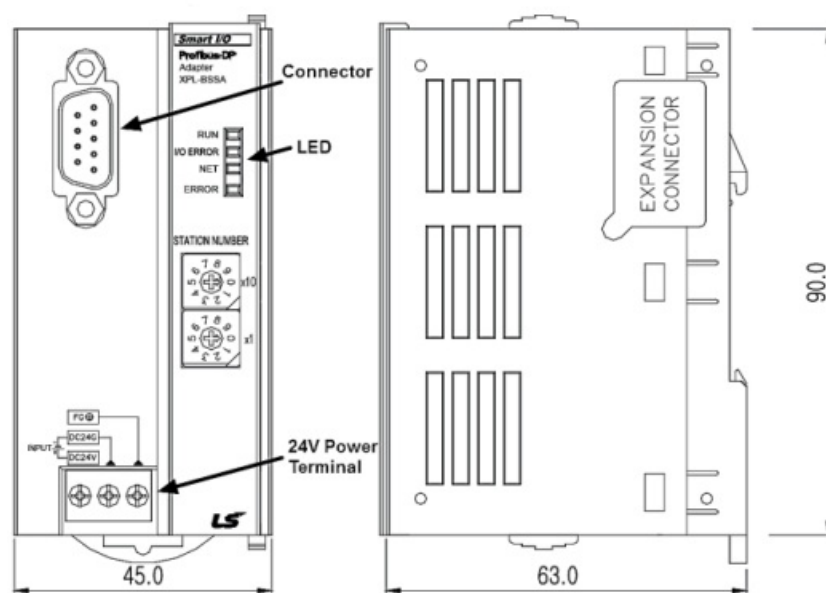 Smart I/O
Profibus-DP
Adapter
XPL-BSSA
Connector
RUN
I/O ERROR
NET
ERROR
LED
STATION NUMBER
x10
x1
FG
DC24G
INPUT
DC24V
24V Power
Terminal
LS
45.0
EXPANSION
CONNECTOR
63.0
90.0